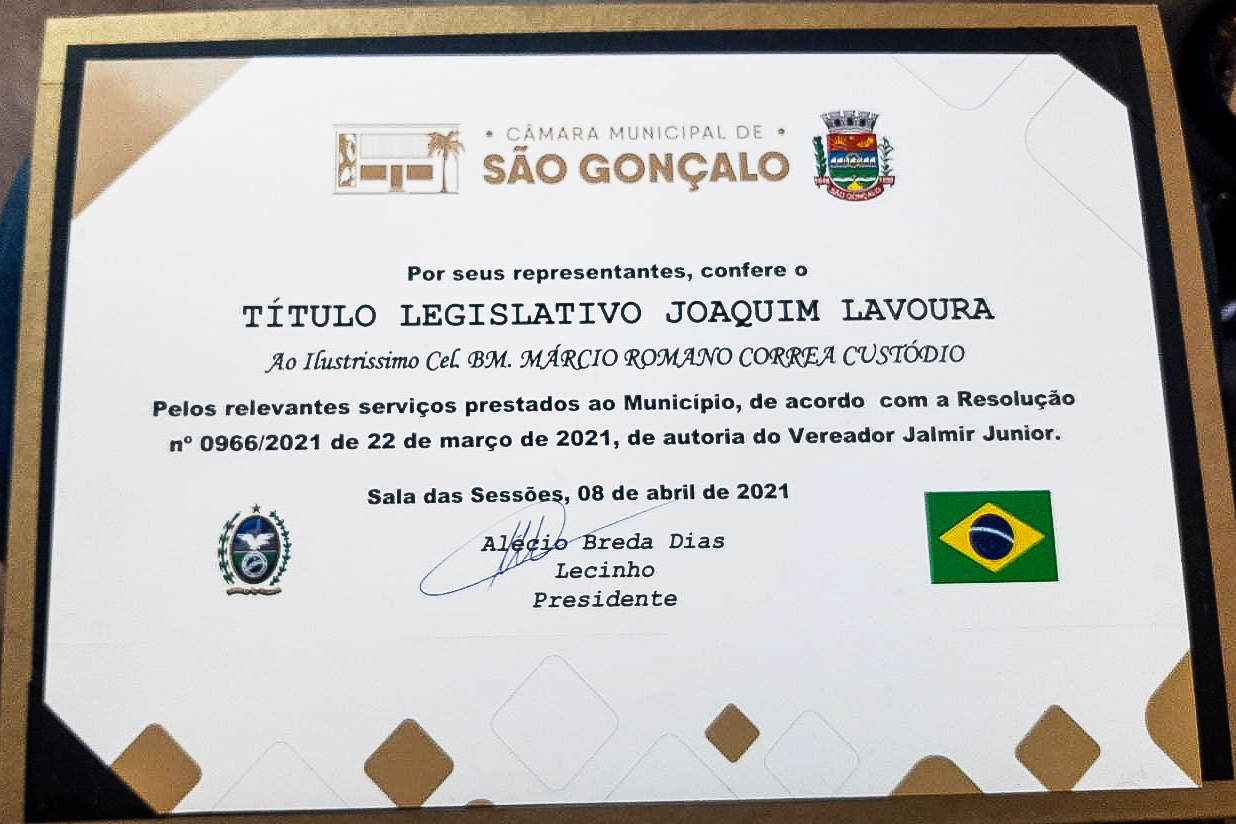 • CÂMARA MUNICIPAL DE •
SÃO GONÇALO
SÃO GONÇALO
Por seus representantes, confere o
TÍTULO LEGISLATIVO JOAQUIM LAVOURA
Ao Ilustrissimo Cel. BM. MÁRCIO ROMANO CORREA CUSTÓDIO
Pelos relevantes serviços prestados ao Município, de acordo com a Resolução
nº 0966/2021 de 22 de março de 2021, de autoria do Vereador Jalmir Junior.
Sala das Sessões, 08 de abril de 2021
Alécio Breda Dias
Lecinho
Presidente